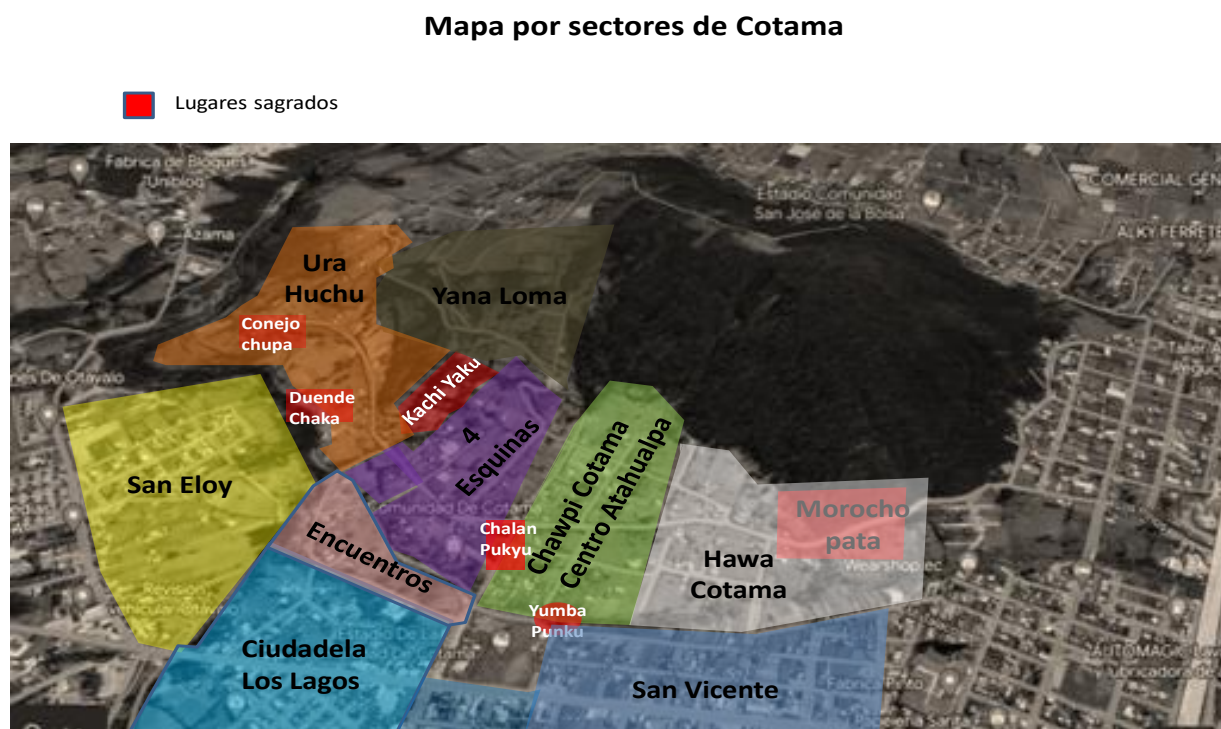 Mapa por sectores de Cotama
Lugares sagrados
Fabrica de Bloques
"Unibloq"
Azama
Estadio Comunidad
San José de la Bolsa
COMERCIAL GEN
ALKY FERRETE
Ura
Huchu
Yana Loma
Conejo
chupa
Duende
Chaka
Kachi Yaku
4
Esquinas
San Eloy
Comunidad De Cotama
Encuentros
Chalan
Pukyu
Chawpi Cotama
Centro Atahualpa
Morocho
pata
Hawa
Cotama
Wearshop.ec
Yumba
Punku
Ciudadela
Los Lagos
San Vicente
AUTOMAGIC